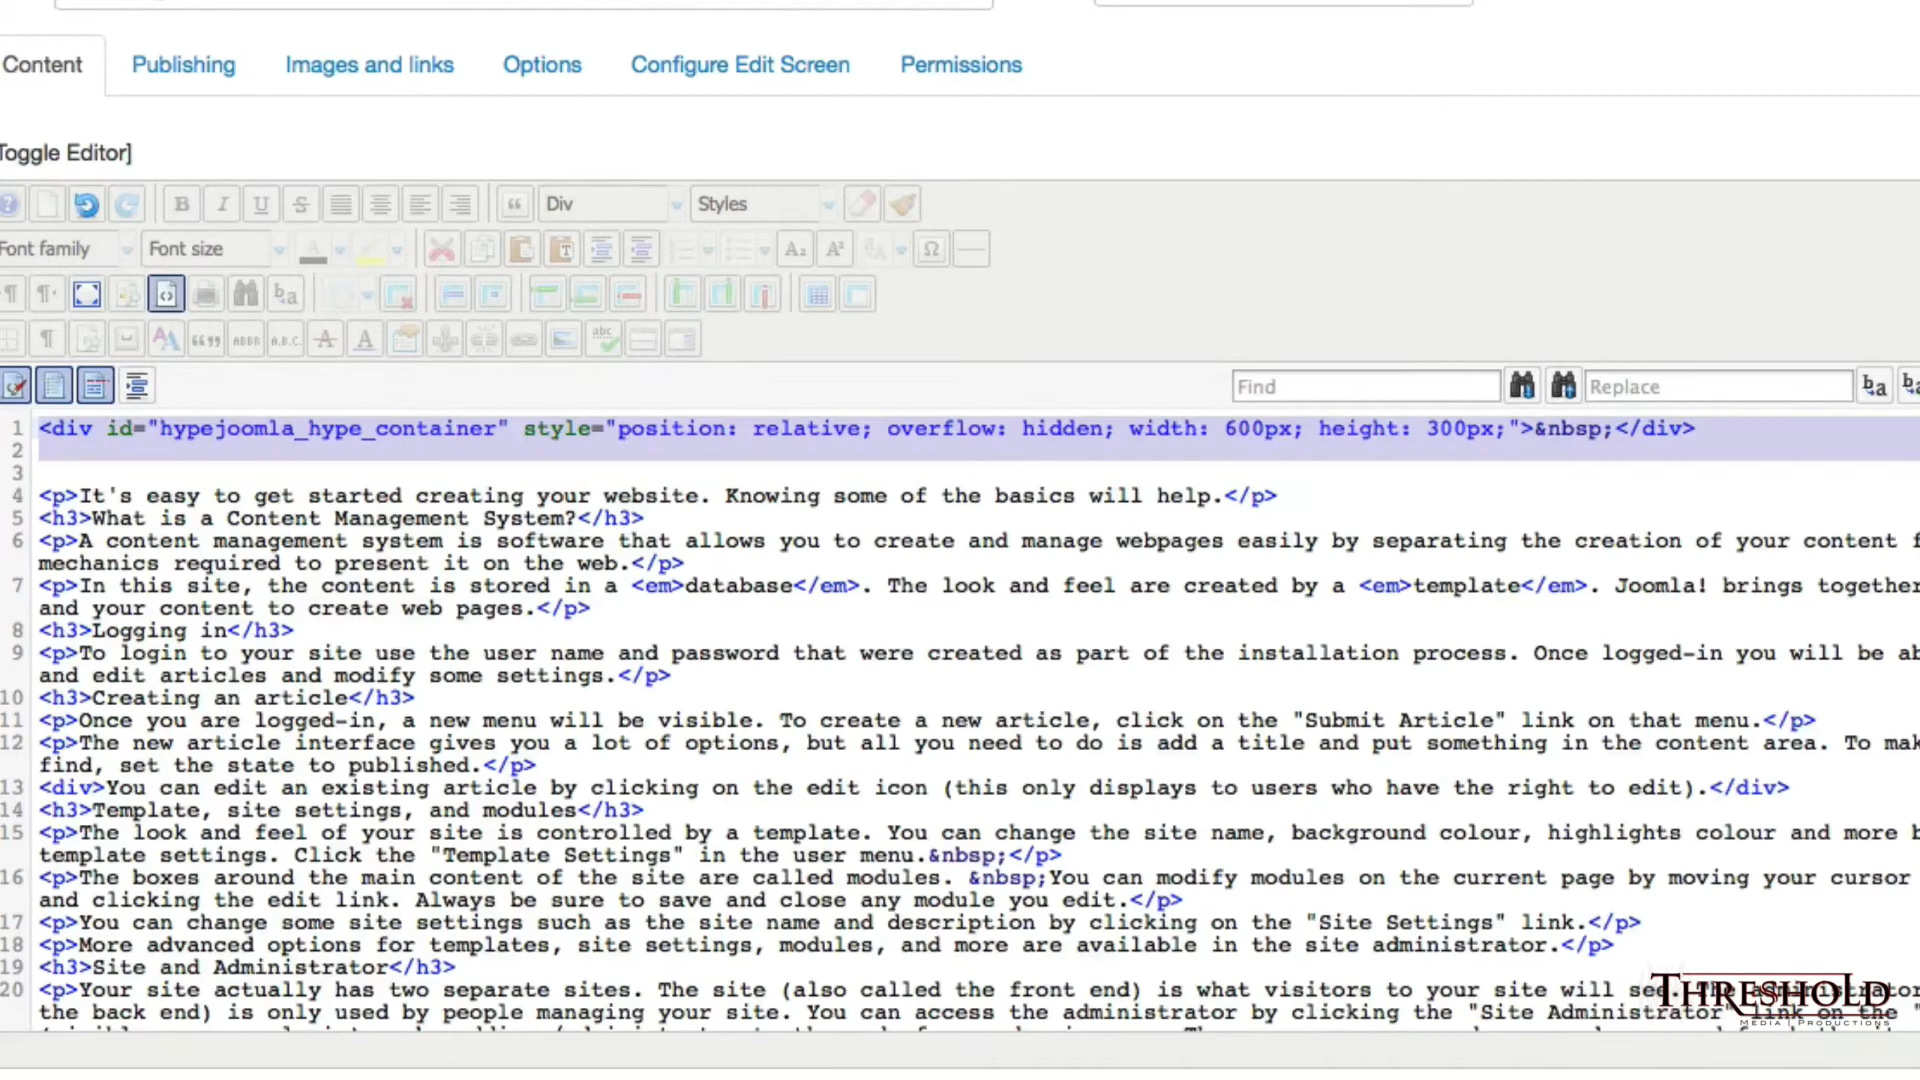 Content Publishing Images and links Options Configure Edit Screen Permissions
Toggle Editor]
B I U S Div Styles
Font family Font size
ABBR A.B.C. abc
Find Replace
1 <div id="hypejoomla_hype_container" style="position: relative; overflow: hidden; width: 600px; height: 300px;">&nbsp;</div>
2
3
4 <p>It's easy to get started creating your website. Knowing some of the basics will help.</p>
5 <h3>What is a Content Management System?</h3>
6 <p>A content management system is software that allows you to create and manage webpages easily by separating the creation of your content
mechanics required to present it on the web.</p>
7 <p>In this site, the content is stored in a <em>database</em>. The look and feel are created by a <em>template</em>. Joomla! brings together
and your content to create web pages.</p>
8 <h3>Logging in</h3>
9 <p>To login to your site use the user name and password that were created as part of the installation process. Once logged-in you will be
and edit articles and modify some settings.</p>
10 <h3>Creating an article</h3>
11 <p>Once you are logged-in, a new menu will be visible. To create a new article, click on the "Submit Article" link on that menu.</p>
12 <p>The new article interface gives you a lot of options, but all you need to do is add a title and put something in the content area. To
find, set the state to published.</p>
13 <div>You can edit an existing article by clicking on the edit icon (this only displays to users who have the right to edit).</div>
14 <h3>Template, site settings, and modules</h3>
15 <p>The look and feel of your site is controlled by a template. You can change the site name, background colour, highlights colour and more
template settings. Click the "Template Settings" in the user menu.&nbsp;</p>
16 <p>The boxes around the main content of the site are called modules. &nbsp;You can modify modules on the current page by moving your cursor
and clicking the edit link. Always be sure to save and close any module you edit.</p>
17 <p>You can change some site settings such as the site name and description by clicking on the "Site Settings" link.</p>
18 <p>More advanced options for templates, site settings, modules, and more are available in the site administrator.</p>
19 <h3>Site and Administrator</h3>
20 <p>Your site actually has two separate sites. The site (also called the front end) is what visitors to your site will see. The administrator
the back end) is only used by people managing your site. You can access the administrator by clicking the "Site Administrator" link on the "
THRESHOLD
MEDIA | PRODUCTIONS